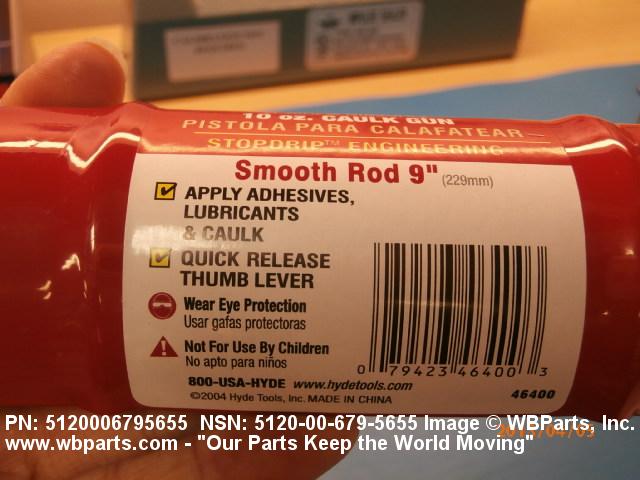 10 oz. CAULK GUN
PISTOLA PARA CALAFATEAR
STOPDRIP™ ENGINEERING
Smooth Rod 9" (229mm)
APPLY ADHESIVES,
LUBRICANTS
& CAULK
QUICK RELEASE
THUMB LEVER
Wear Eye Protection
Usar gafas protectoras
Not For Use By Children
No apto para niños
0 79423 46400 3
800-USA-HYDE www.hydetools.com
©2004 Hyde Tools, Inc. MADE IN CHINA
46400
PN: 5120006795655 NSN: 5120-00-679-5655 Image © WBParts, Inc.
www.wbparts.com - "Our Parts Keep the World Moving"